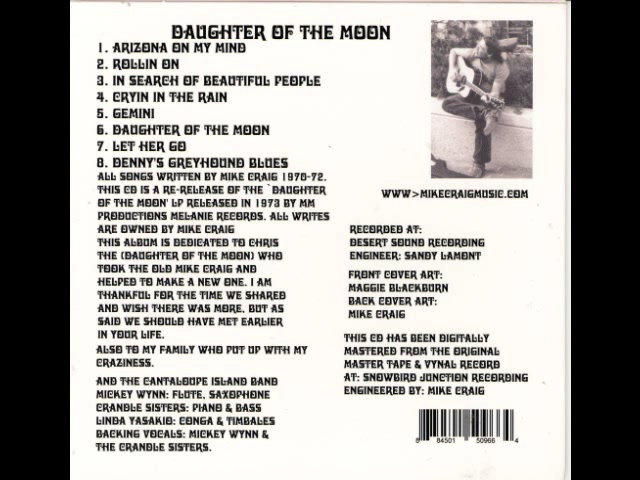 DAUGHTER OF THE MOON
1. ARIZONA ON MY MIND
2. ROLLIN ON
3. IN SEARCH OF BEAUTIFUL PEOPLE
4. CRYIN IN THE RAIN
5. GEMINI
6. DAUGHTER OF THE MOON
7. LET HER GO
8. DENNY'S GREYHOUND BLUES
ALL SONGS WRITTEN BY MIKE CRAIG 1970-72.
THIS CD IS A RE-RELEASE OF THE `DAUGHTER
OF THE MOON' LP RELEASED IN 1973 BY MM
PRODUCTIONS MELANIE RECORDS. ALL WRITES
ARE OWNED BY MIKE CRAIG
THIS ALBUM IS DEDICATED TO CHRIS
THE (DAUGHTER OF THE MOON) WHO
TOOK THE OLD MIKE CRAIG AND
HELPED TO MAKE A NEW ONE. I AM
THANKFUL FOR THE TIME WE SHARED
AND WISH THERE WAS MORE, BUT AS
SAID WE SHOULD HAVE MET EARLIER
IN YOUR LIFE.
ALSO TO MY FAMILY WHO PUT UP WITH MY
CRAZINESS.
AND THE CANTALOUPE ISLAND BAND
MICKEY WYNN: FLUTE, SAXOPHONE
CRANDLE SISTERS: PIANO & BASS
LINDA YASAKIO: CONGA & TIMBALES
BACKING VOCALS: MICKEY WYNN &
THE CRANDLE SISTERS.
WWW>MIKECRAIGMUSIC.COM
RECORDED AT:
DESERT SOUND RECORDING
ENGINEER: SANDY LAMONT
FRONT COVER ART:
MAGGIE BLACKBURN
BACK COVER ART:
MIKE CRAIG
THIS CD HAS BEEN DIGITALLY
MASTERED FROM THE ORIGINAL
MASTER TAPE & VYNAL RECORD
AT: SNOWBIRD JUNCTION RECORDING
ENGINEERED BY: MIKE CRAIG
8 84501 50966 4